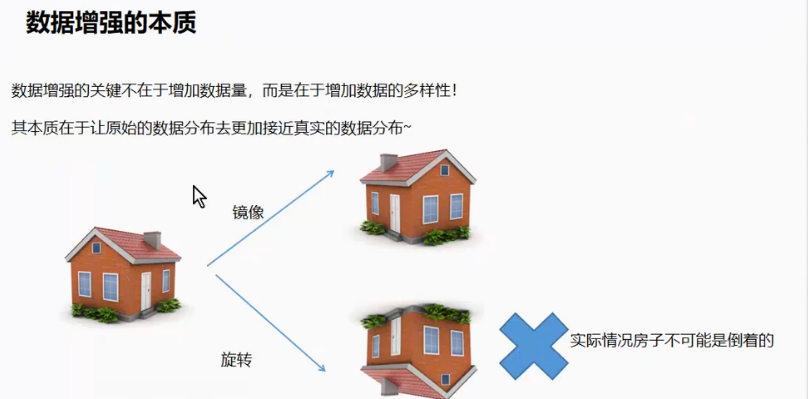 数据增强的本质
数据增强的关键不在于增加数据量，而是在于增加数据的多样性！
其本质在于让原始的数据分布去更加接近真实的数据分布~
镜像
旋转
实际情况房子不可能是倒着的